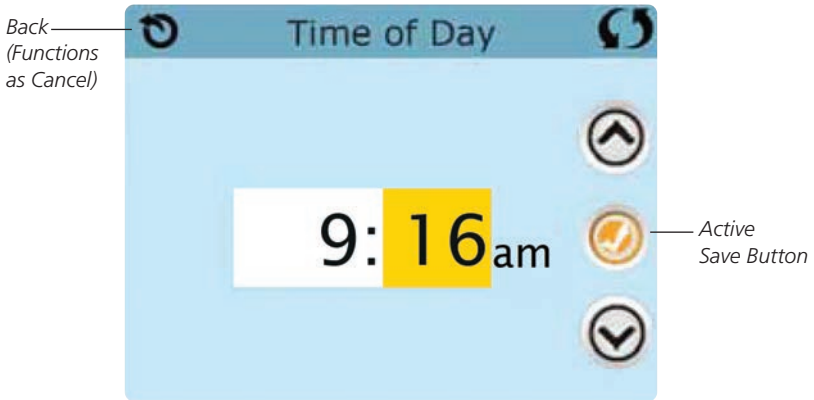 Back
(Functions
as Cancel)
Time of Day
9:16am
Active
Save Button